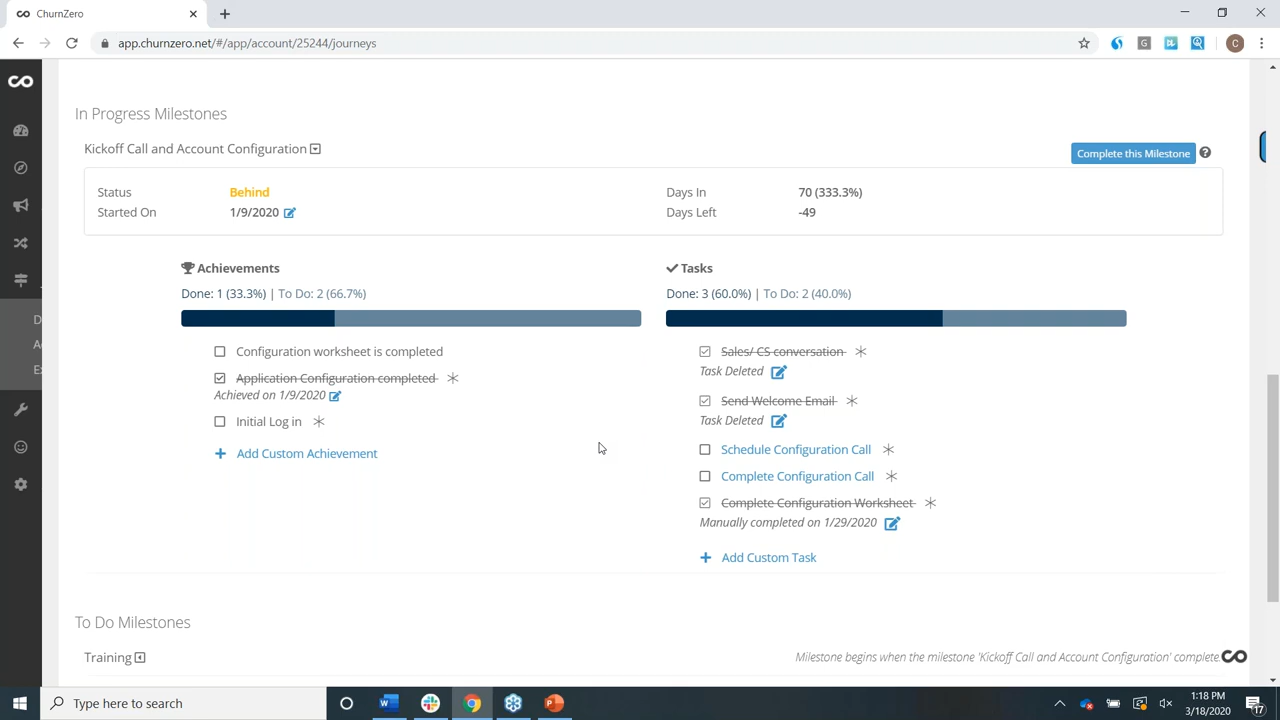 ChurnZero
app.churnzero.net/#/app/account/25244/journeys
In Progress Milestones
Kickoff Call and Account Configuration
Complete this Milestone
Status Behind Days In 70 (333.3%)
Started On 1/9/2020 Days Left -49
Achievements
Done: 1 (33.3%) | To Do: 2 (66.7%)
Configuration worksheet is completed
Application Configuration completed
Achieved on 1/9/2020
Initial Log in
Add Custom Achievement
Tasks
Done: 3 (60.0%) | To Do: 2 (40.0%)
Sales/ CS conversation
Task Deleted
Send Welcome Email
Task Deleted
Schedule Configuration Call
Complete Configuration Call
Complete Configuration Worksheet
Manually completed on 1/29/2020
Add Custom Task
To Do Milestones
Training
Milestone begins when the milestone 'Kickoff Call and Account Configuration' complete.
Type here to search
1:18 PM
3/18/2020
17